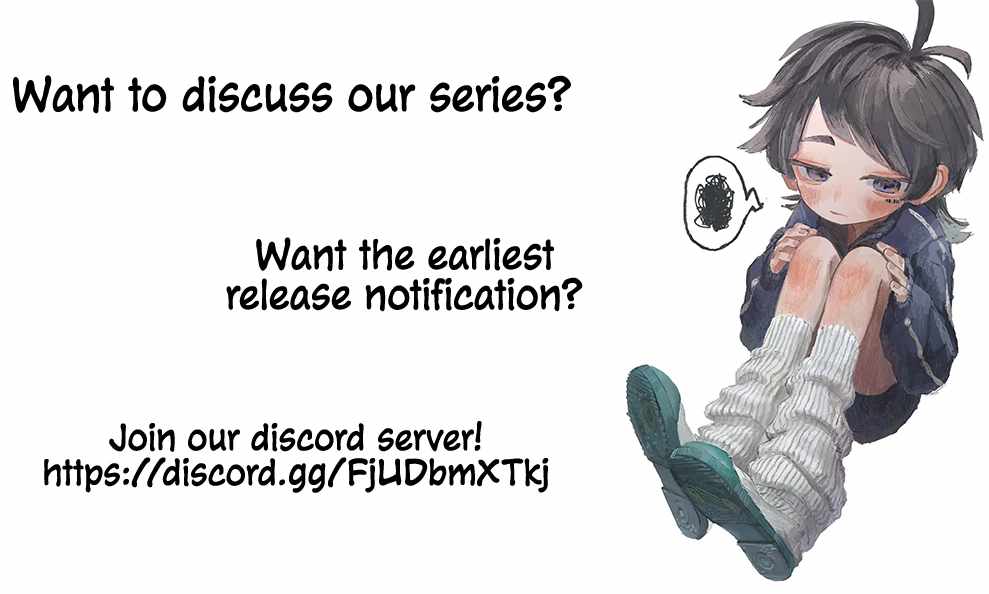 Want to discuss our series?
Want the earliest
release notification?
Join our discord server!
https://discord.gg/FjUDbmXTkj